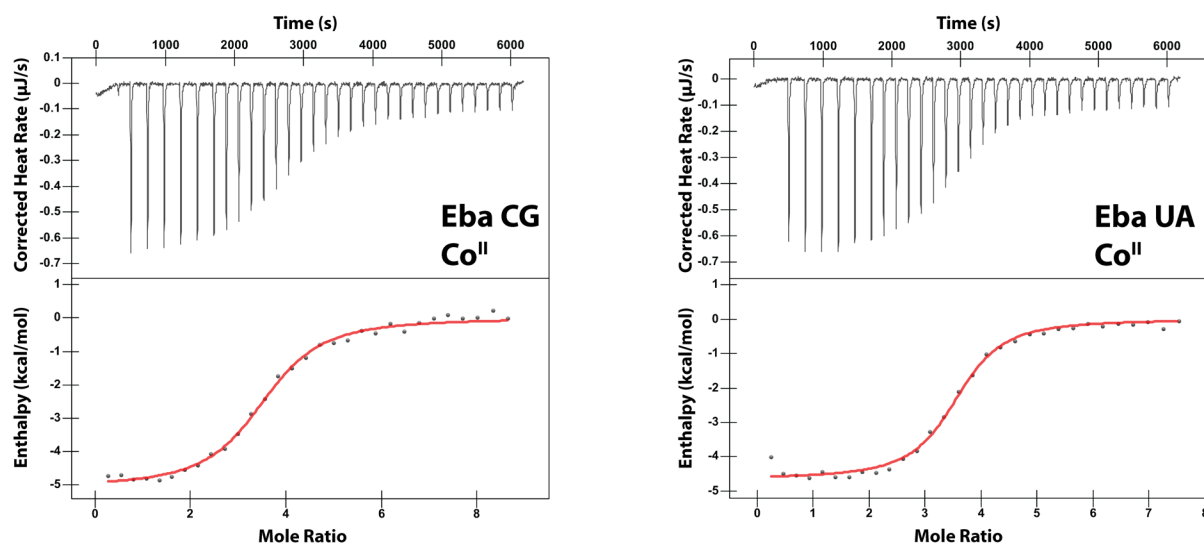 Time (s)
0 1000 2000 3000 4000 5000 6000
Corrected Heat Rate (µJ/s)
0.1
0
-0.1
-0.2
-0.3
-0.4
-0.5
-0.6
-0.7
Eba CG
Co^II
Enthalpy (kcal/mol)
1
0
-1
-2
-3
-4
-5
0 2 4 6 8
Mole Ratio
Time (s)
0 1000 2000 3000 4000 5000 6000
Corrected Heat Rate (µJ/s)
0
-0.1
-0.2
-0.3
-0.4
-0.5
-0.6
-0.7
Eba UA
Co^II
Enthalpy (kcal/mol)
1
0
-1
-2
-3
-4
-5
0 1 2 3 4 5 6 7 8
Mole Ratio